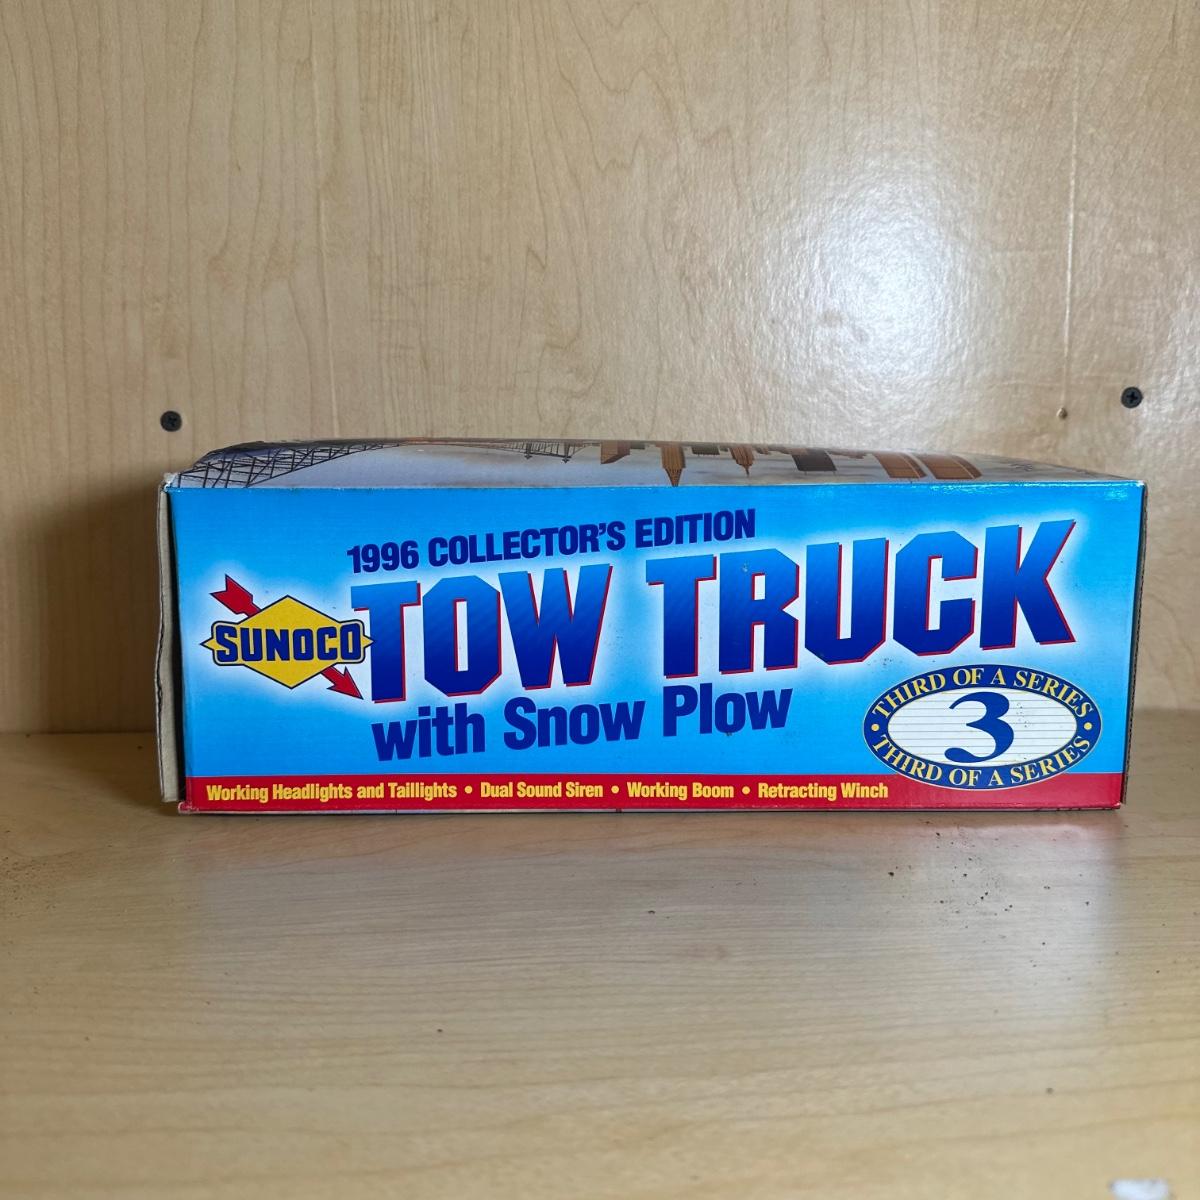 1996 COLLECTOR'S EDITION
SUNOCO
TOW TRUCK
with Snow Plow
THIRD OF A SERIES
3
THIRD OF A SERIES
Working Headlights and Taillights • Dual Sound Siren • Working Boom • Retracting Winch